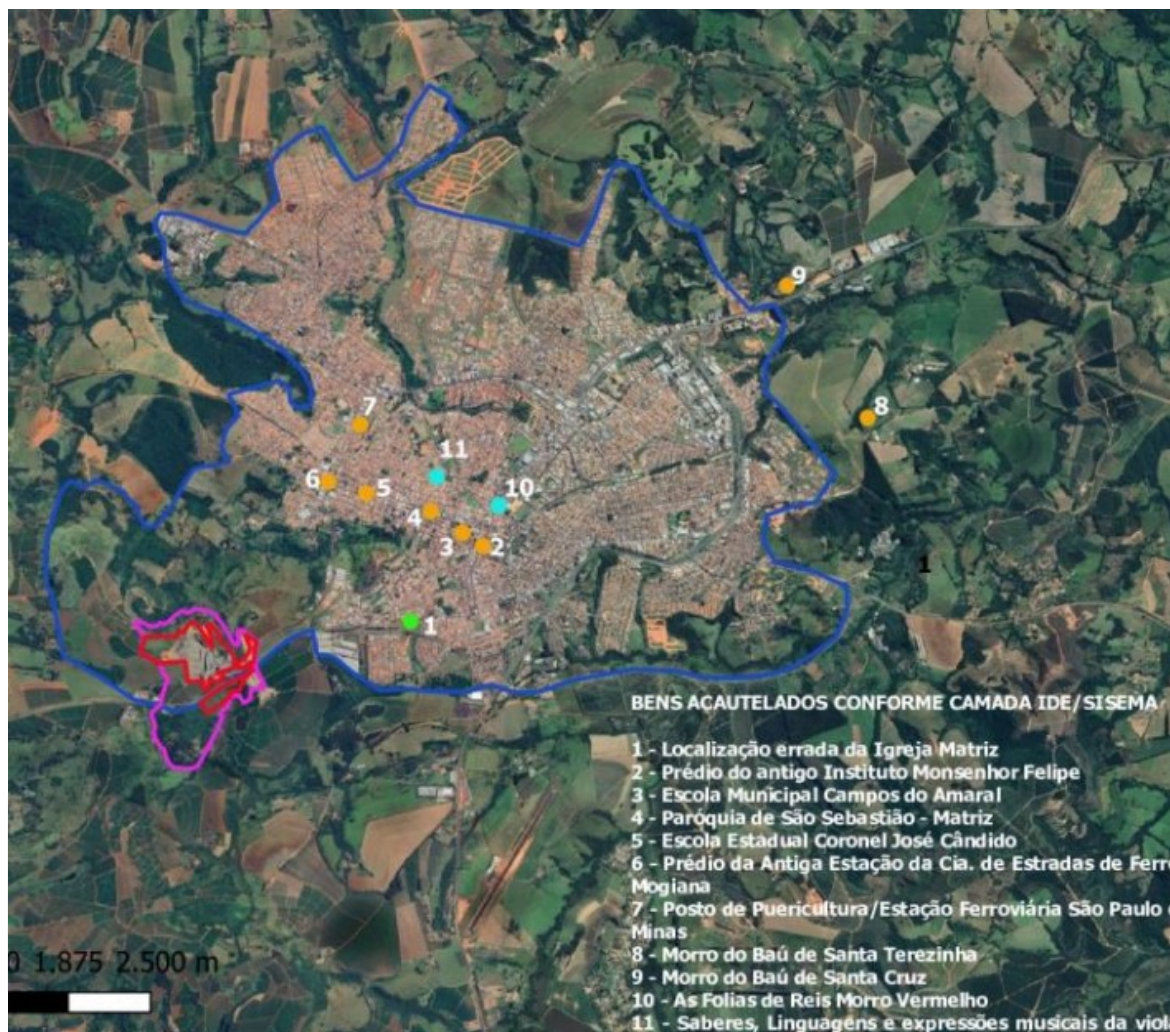 9
8
7
11
6
5
10
4
3
2
1
1
BENS ACAUTELADOS CONFORME CAMADA IDE/SISEMA
1 - Localização errada da Igreja Matriz
2 - Prédio do antigo Instituto Monsenhor Felipe
3 - Escola Municipal Campos do Amaral
4 - Paróquia de São Sebastião - Matriz
5 - Escola Estadual Coronel José Cândido
6 - Prédio da Antiga Estação da Cia. de Estradas de Ferr
Mogiana
7 - Posto de Puericultura/Estação Ferroviária São Paulo
Minas
8 - Morro do Baú de Santa Terezinha
9 - Morro do Baú de Santa Cruz
10 - As Folias de Reis Morro Vermelho
11 - Saberes, Linguagens e expressões musicais da viol
0 1.875 2.500 m